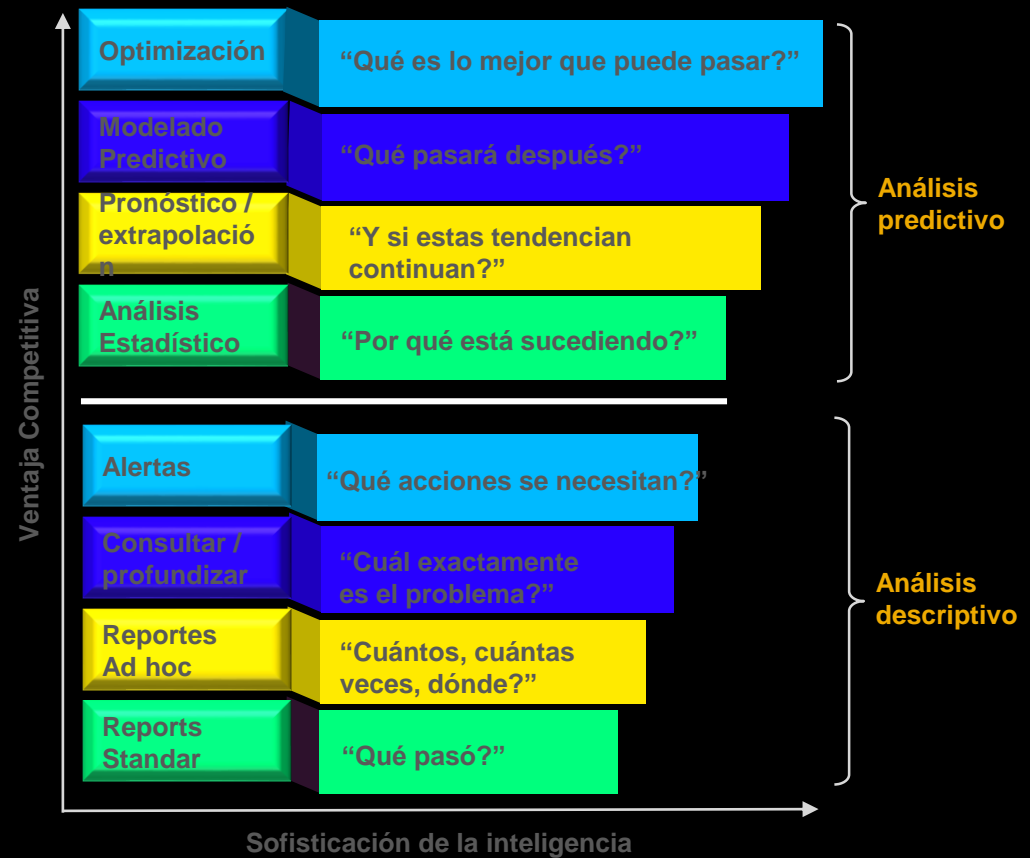 Optimización
“Qué es lo mejor que puede pasar?”
Modelado
Predictivo
“Qué pasará después?”
Pronóstico /
extrapolació
n
“Y si estas tendencian
continuan?”
Análisis
Estadístico
“Por qué está sucediendo?”
Análisis
predictivo
Alertas
“Qué acciones se necesitan?”
Consultar /
profundizar
“Cuál exactamente
es el problema?”
Reportes
Ad hoc
“Cuántos, cuántas
veces, dónde?”
Reports
Standar
“Qué pasó?”
Análisis
descriptivo
Ventaja Competitiva
Sofisticación de la inteligencia